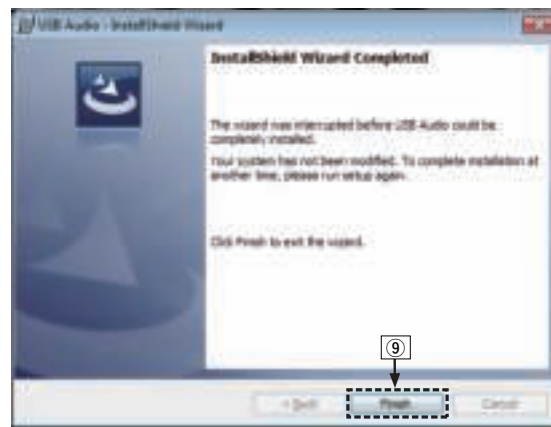 USB Audio - InstallShield Wizard
InstallShield Wizard Completed
The wizard was interrupted before USB Audio could be
completely installed.
Your system has not been modified. To complete installation at
another time, please run setup again.
Click Finish to exit the wizard.
⑨
< Back
Finish
Cancel